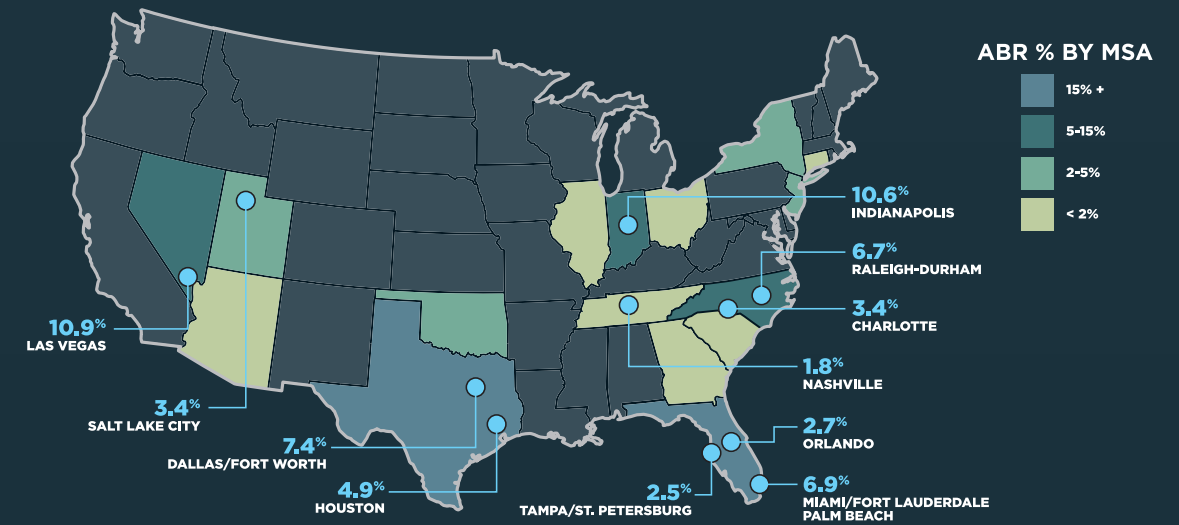 ABR % BY MSA
15% +
5-15%
2-5%
< 2%
10.6%
INDIANAPOLIS
6.7%
RALEIGH-DURHAM
3.4%
CHARLOTTE
1.8%
NASHVILLE
2.7%
ORLANDO
6.9%
MIAMI/FORT LAUDERDALE
PALM BEACH
10.9%
LAS VEGAS
3.4%
SALT LAKE CITY
7.4%
DALLAS/FORT WORTH
4.9%
HOUSTON
2.5%
TAMPA/ST. PETERSBURG